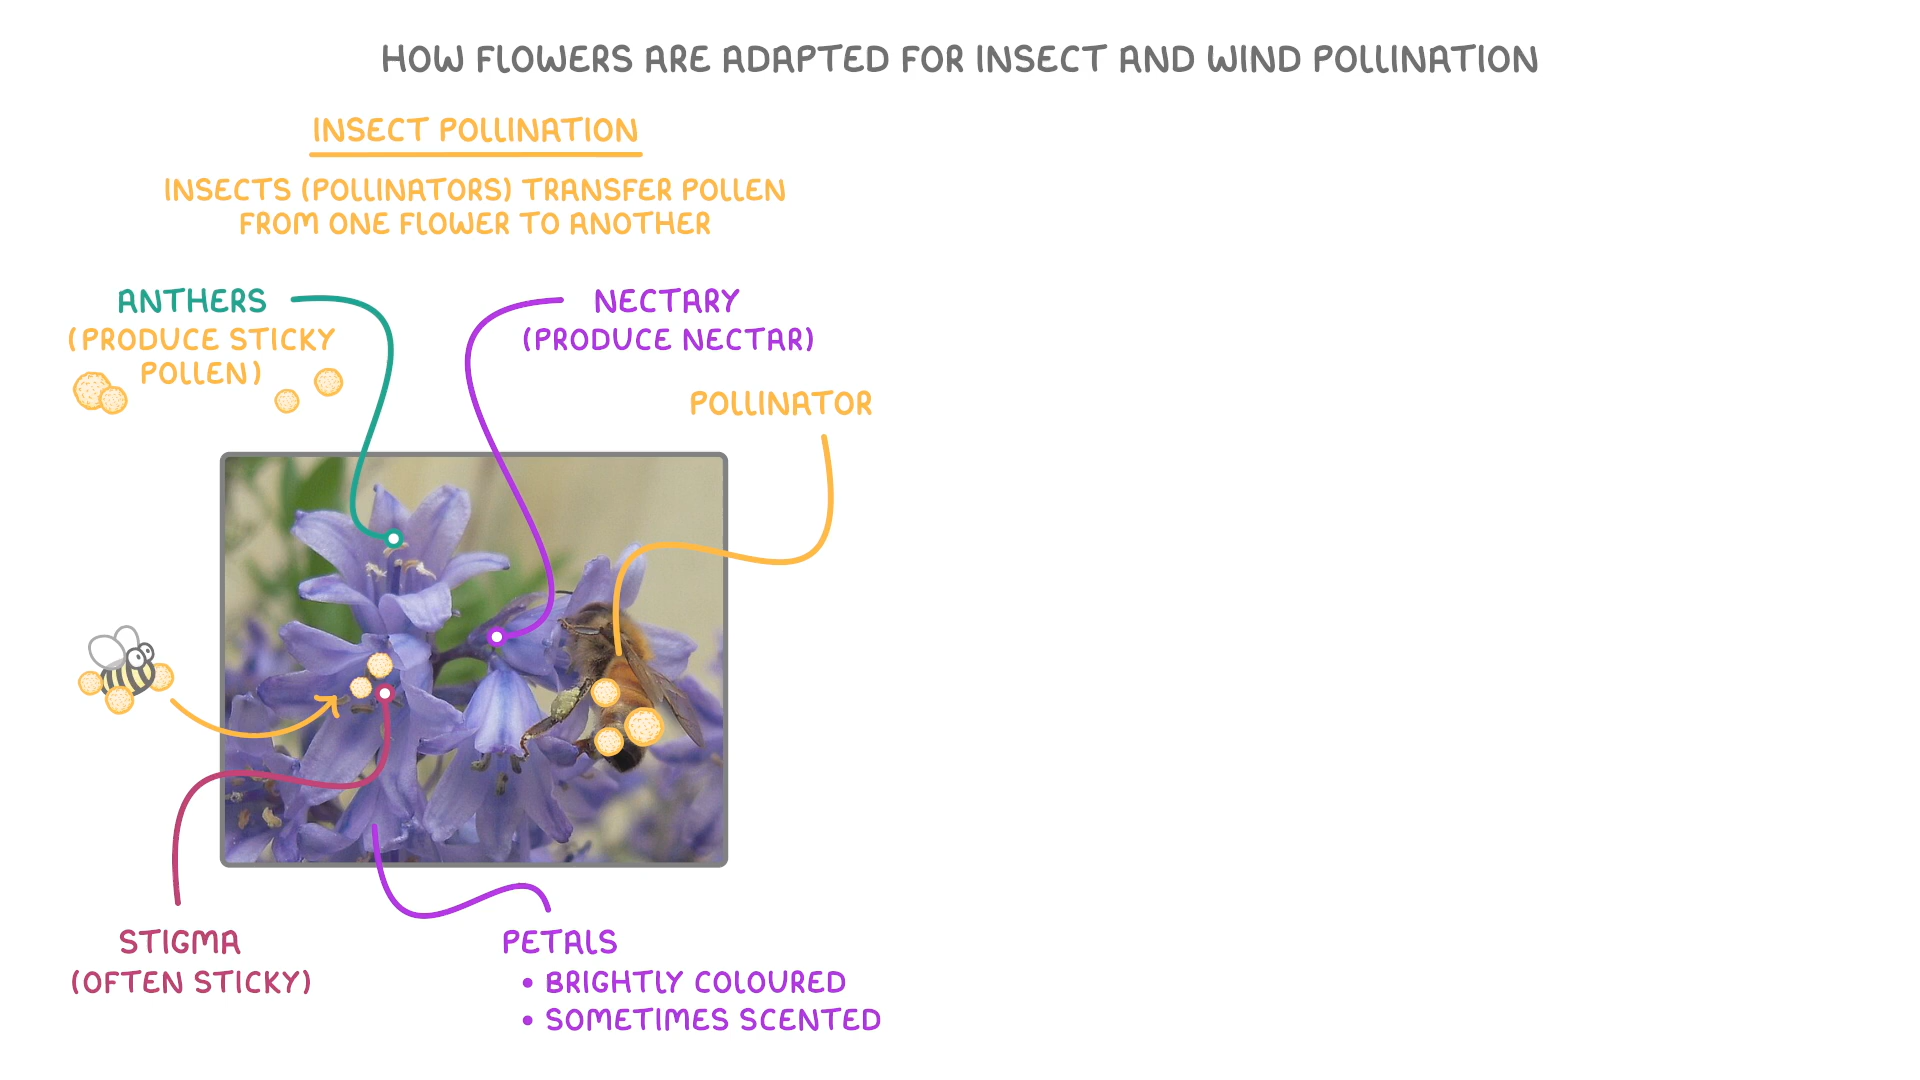 HOW FLOWERS ARE ADAPTED FOR INSECT AND WIND POLLINATION
INSECT POLLINATION
INSECTS (POLLINATORS) TRANSFER POLLEN
FROM ONE FLOWER TO ANOTHER
ANTHERS
(PRODUCE STICKY
POLLEN)
NECTARY
(PRODUCE NECTAR)
POLLINATOR
STIGMA
(OFTEN STICKY)
PETALS
• BRIGHTLY COLOURED
• SOMETIMES SCENTED